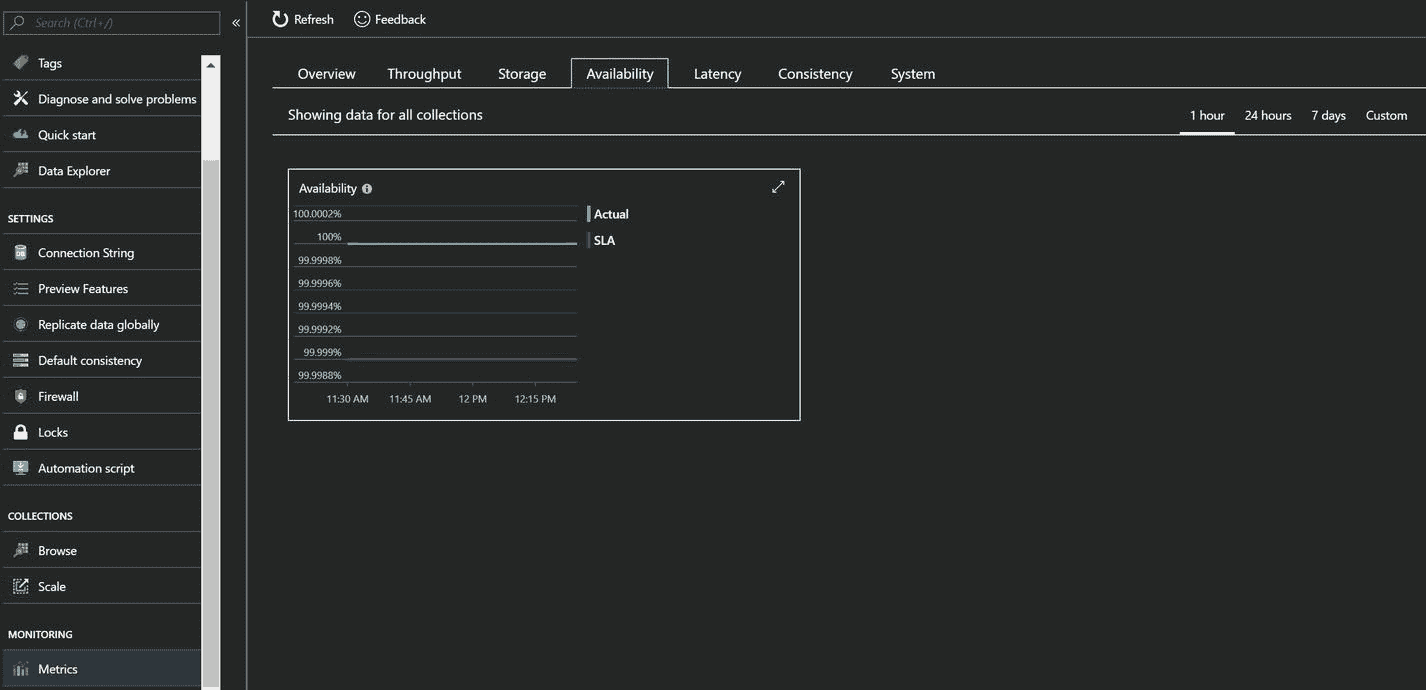 Search (Ctrl+/)
«
Tags
Diagnose and solve problems
Quick start
Data Explorer
SETTINGS
Connection String
Preview Features
Replicate data globally
Default consistency
Firewall
Locks
Automation script
COLLECTIONS
Browse
Scale
MONITORING
Metrics
Refresh Feedback
Overview Throughput Storage Availability Latency Consistency System
Showing data for all collections
1 hour 24 hours 7 days Custom
Availability
100.0002%
100%
99.9998%
99.9996%
99.9994%
99.9992%
99.999%
99.9988%
11:30 AM 11:45 AM 12 PM 12:15 PM
Actual
SLA